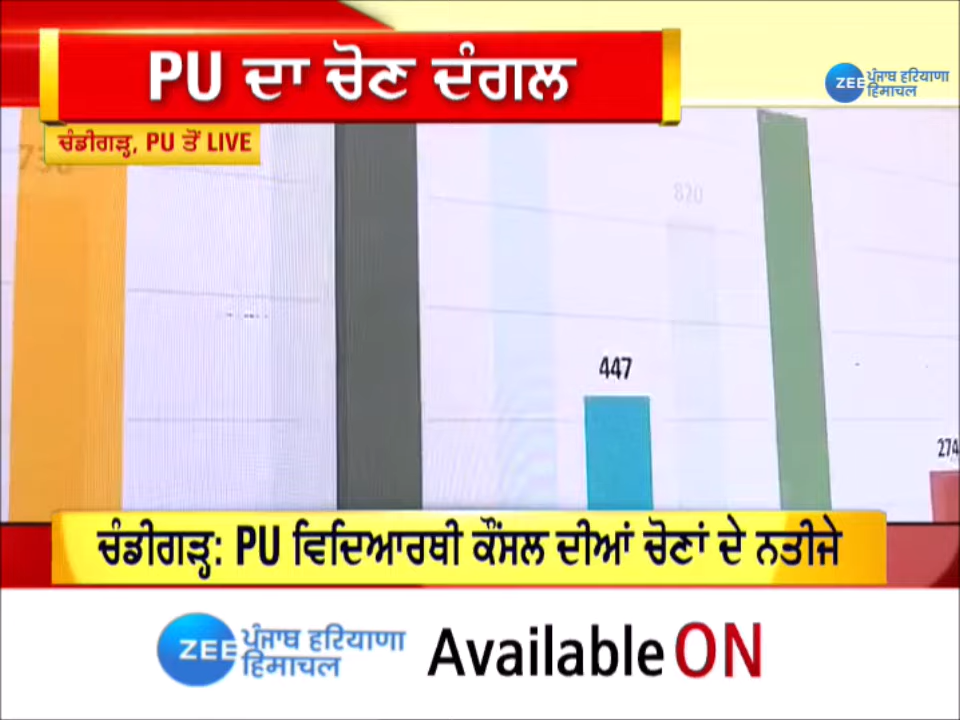 PU ਦਾ ਚੋਣ ਦੰਗਲ
ZEE ਪੰਜਾਬ ਹਰਿਆਣਾ
ਹਿਮਾਚਲ
ਚੰਡੀਗੜ੍ਹ, PU ਤੋਂ LIVE
820
447
274
ਚੰਡੀਗੜ੍ਹ: PU ਵਿਦਿਆਰਥੀ ਕੌਂਸਲ ਦੀਆਂ ਚੋਣਾਂ ਦੇ ਨਤੀਜੇ
ZEE ਪੰਜਾਬ ਹਰਿਆਣਾ
ਹਿਮਾਚਲ
Available ON